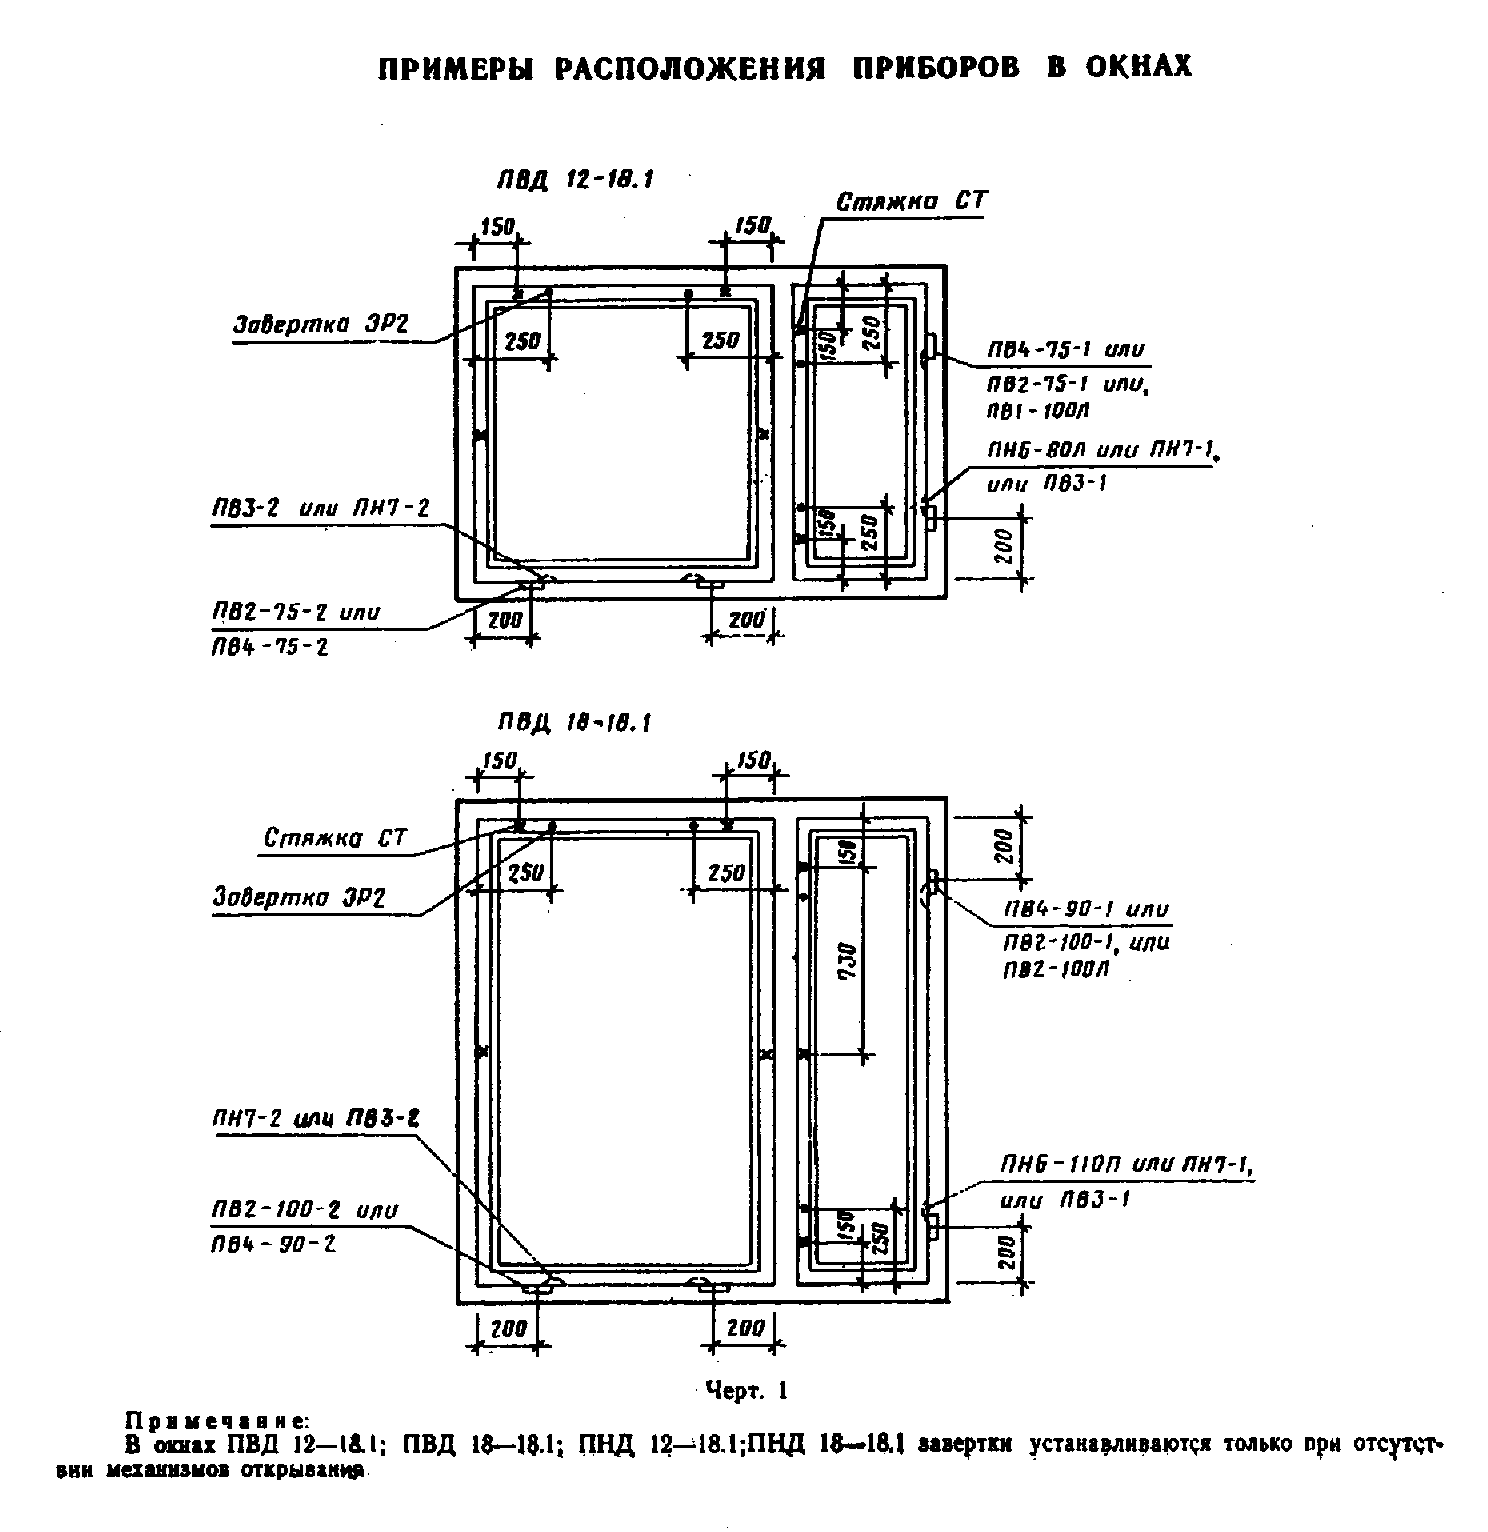 ПРИМЕРЫ РАСПОЛОЖЕНИЯ ПРИБОРОВ В ОКНАХ
ПВД 12-18.1
Стяжка СТ
150
150
Завертка ЗР2
250
250
150
250
ПВ4-75-1 или
ПВ2-75-1 или,
ПВ1-100Л
ПН6-80Л или ПН7-1,
или ПВ3-1
ПВ3-2 или ПН7-2
150
250
200
ПВ2-75-2 или
ПВ4-75-2
200
200
ПВД 18-18.1
150
150
Стяжка СТ
Завертка ЗР2
250
250
150
200
ПВ4-90-1 или
ПВ2-100-1, или
ПВ2-100Л
730
ПН7-2 или ПВ3-2
ПН6-110П или ПН7-1,
или ПВ3-1
ПВ2-100-2 или
ПВ4-90-2
150
250
200
200
200
Черт. 1
Примечание:
В окнах ПВД 12—18.1; ПВД 18—18.1; ПНД 12—18.1;ПНД 18—18.1 завертки устанавливаются только при отсутст-
вии механизмов открывания